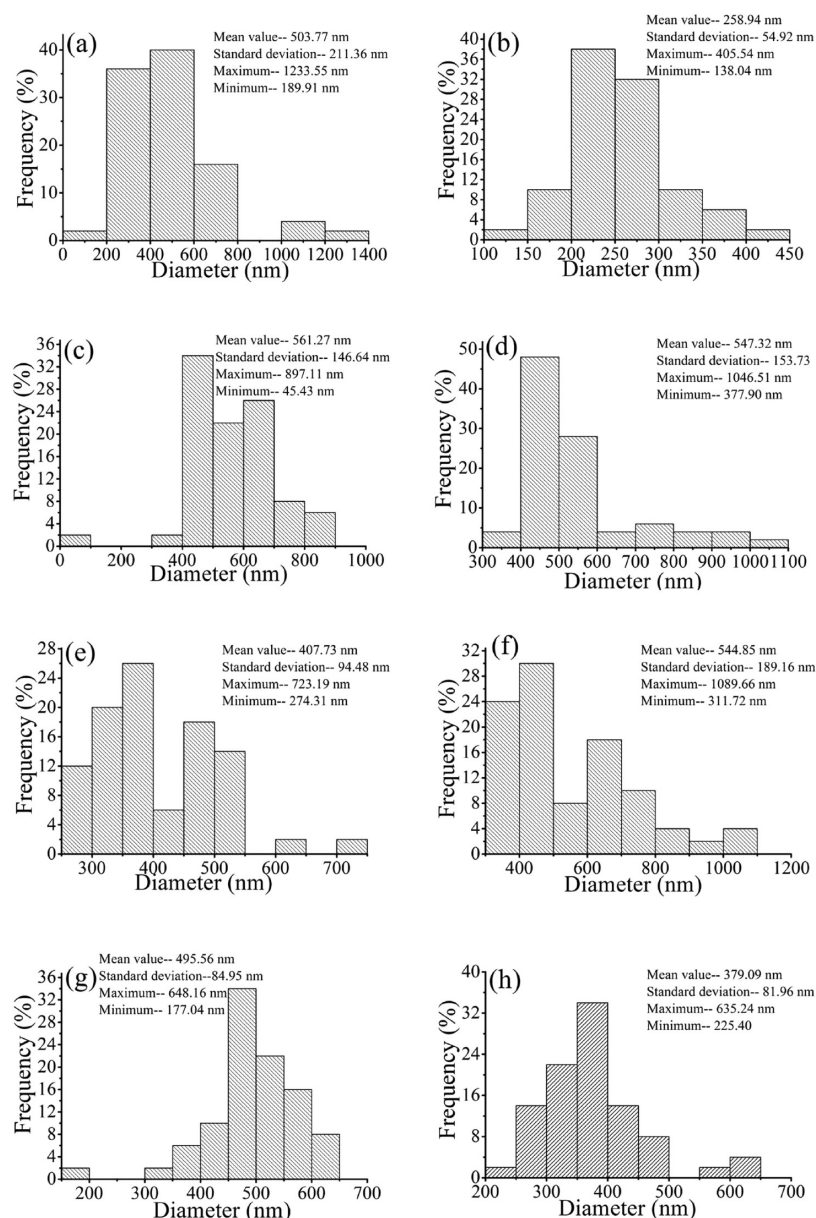 (a)
Mean value-- 503.77 nm
Standard deviation-- 211.36 nm
Maximum-- 1233.55 nm
Minimum-- 189.91 nm
Frequency (%)
40
30
20
10
0
0 200 400 600 800 1000 1200 1400
Diameter (nm)
(b)
Mean value-- 258.94 nm
Standard deviation-- 54.92 nm
Maximum-- 405.54 nm
Minimum-- 138.04 nm
Frequency (%)
40
36
32
28
24
20
16
12
8
4
0
100 150 200 250 300 350 400 450
Diameter (nm)
(c)
Mean value-- 561.27 nm
Standard deviation-- 146.64 nm
Maximum-- 897.11 nm
Minimum-- 45.43 nm
Frequency (%)
36
32
28
24
20
16
12
8
4
0
0 200 400 600 800 1000
Diameter (nm)
(d)
Mean value-- 547.32 nm
Standard deviation-- 153.73
Maximum-- 1046.51 nm
Minimum-- 377.90 nm
Frequency (%)
50
40
30
20
10
0
300 400 500 600 700 800 900 1000 1100
Diameter (nm)
(e)
Mean value-- 407.73 nm
Standard deviation-- 94.48 nm
Maximum-- 723.19 nm
Minimum-- 274.31 nm
Frequency (%)
28
24
20
16
12
8
4
0
300 400 500 600 700
Diameter (nm)
(f)
Mean value-- 544.85 nm
Standard deviation-- 189.16 nm
Maximum-- 1089.66 nm
Minimum-- 311.72 nm
Frequency (%)
32
28
24
20
16
12
8
4
0
400 600 800 1000 1200
Diameter (nm)
(g)
Mean value-- 495.56 nm
Standard deviation--84.95 nm
Maximum-- 648.16 nm
Minimum-- 177.04 nm
Frequency (%)
36
32
28
24
20
16
12
8
4
0
200 300 400 500 600 700
Diameter (nm)
(h)
Mean value-- 379.09 nm
Standard deviation-- 81.96 nm
Maximum-- 635.24 nm
Minimum-- 225.40
Frequency (%)
40
32
24
16
8
0
200 300 400 500 600 700
Diameter (nm)